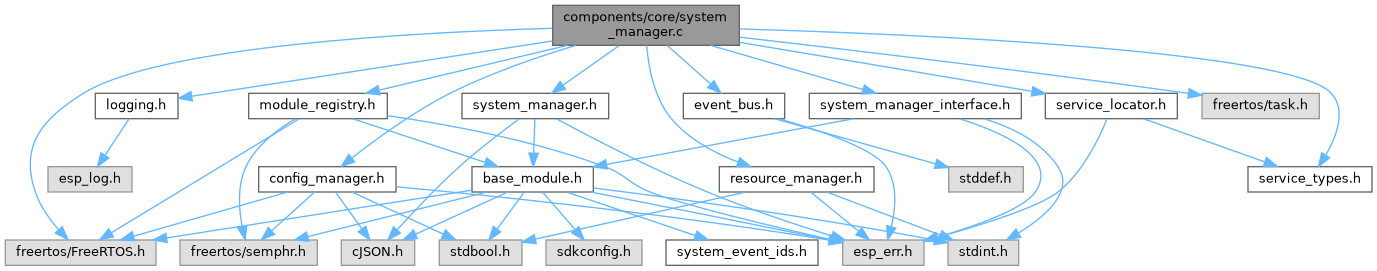 components/core/system
_manager.c
logging.h
module_registry.h
system_manager.h
event_bus.h
system_manager_interface.h
service_locator.h
freertos/task.h
esp_log.h
config_manager.h
base_module.h
resource_manager.h
stddef.h
service_types.h
freertos/FreeRTOS.h
freertos/semphr.h
cJSON.h
stdbool.h
sdkconfig.h
system_event_ids.h
esp_err.h
stdint.h